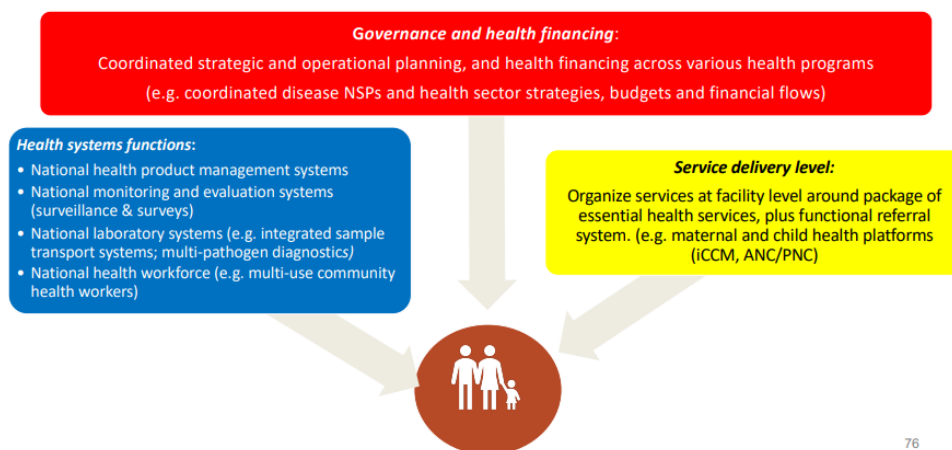 Governance and health financing:
Coordinated strategic and operational planning, and health financing across various health programs
(e.g. coordinated disease NSPs and health sector strategies, budgets and financial flows)
Health systems functions:
• National health product management systems
• National monitoring and evaluation systems
(surveillance & surveys)
• National laboratory systems (e.g. integrated sample
transport systems; multi-pathogen diagnostics)
• National health workforce (e.g. multi-use community
health workers)
Service delivery level:
Organize services at facility level around package of
essential health services, plus functional referral
system. (e.g. maternal and child health platforms
(iCCM, ANC/PNC)
76